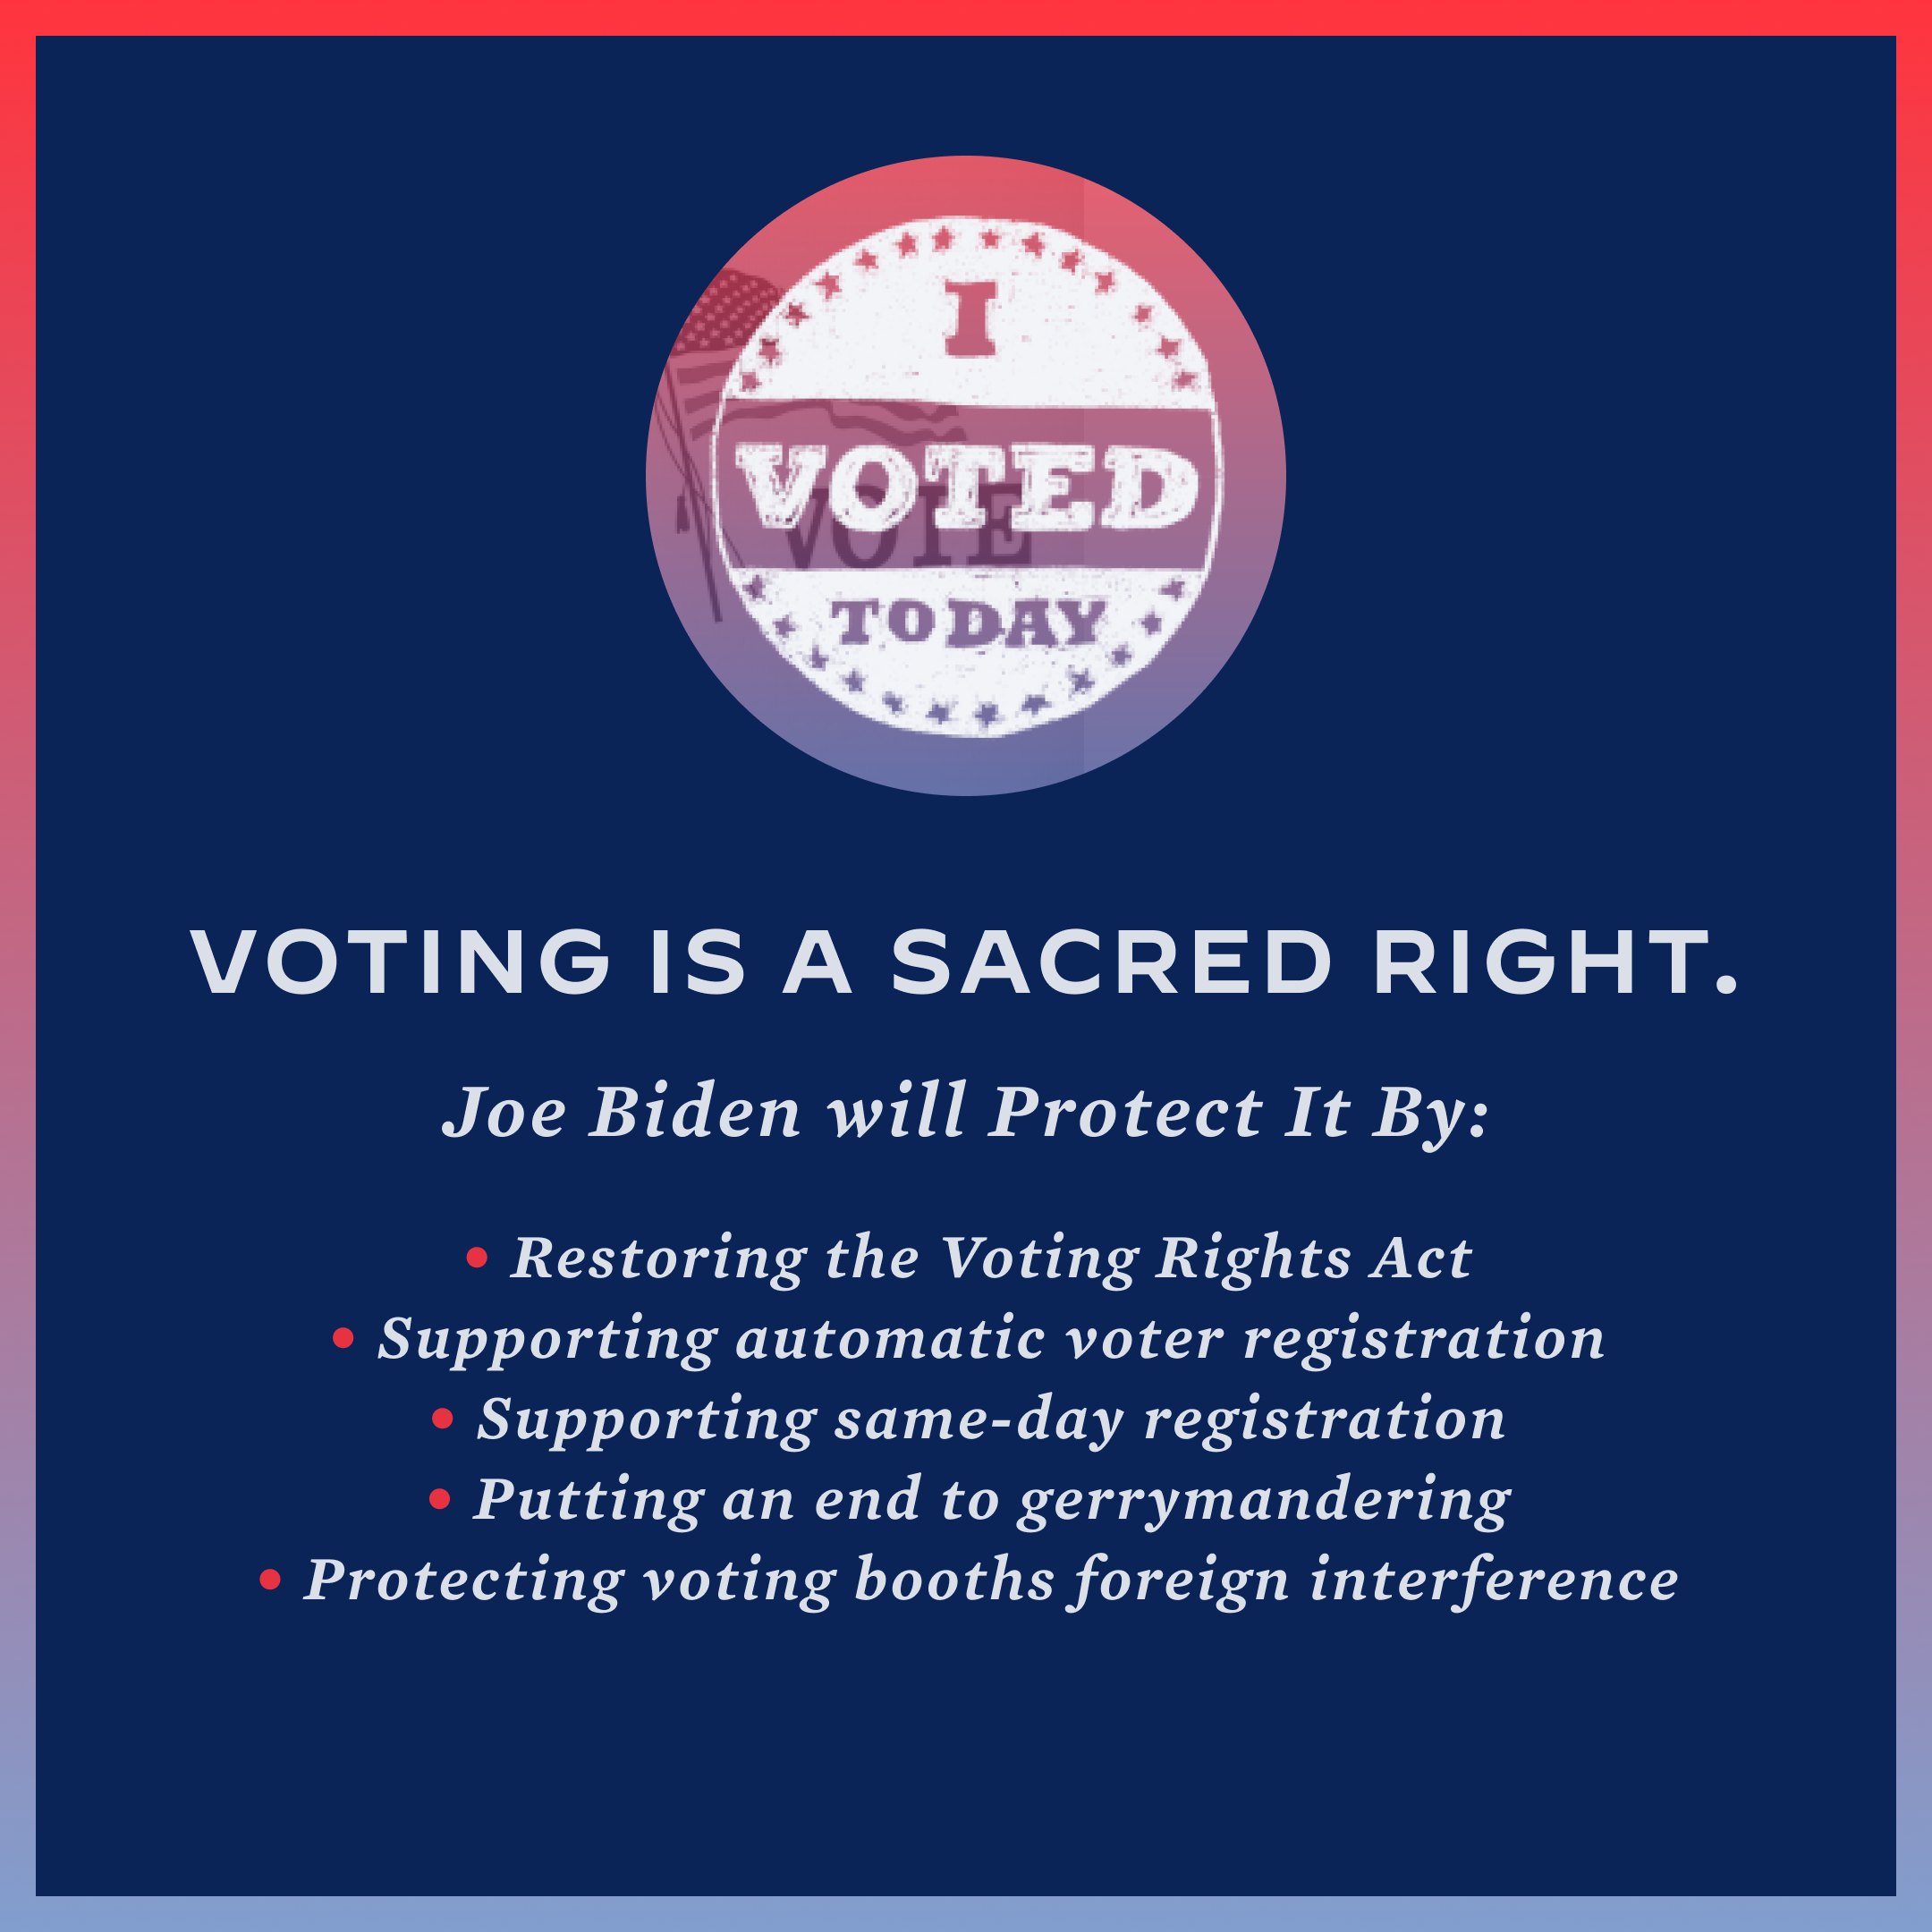 I
VOTED
VOTE
TODAY
VOTING IS A SACRED RIGHT.
Joe Biden will Protect It By:
• Restoring the Voting Rights Act
• Supporting automatic voter registration
• Supporting same-day registration
• Putting an end to gerrymandering
• Protecting voting booths foreign interference